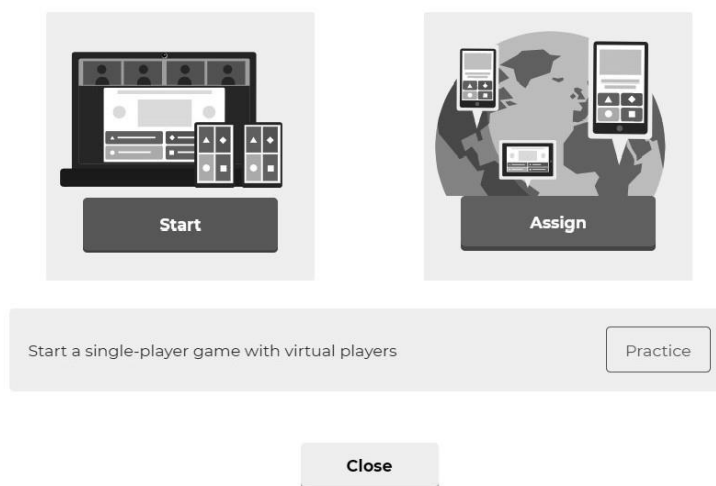 Start
Assign
Start a single-player game with virtual players
Practice
Close